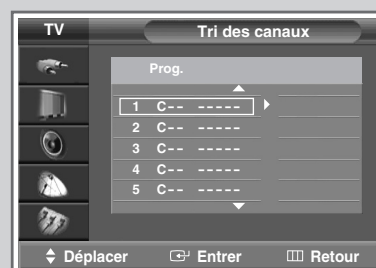 TV Tri des canaux
Prog.
1 C-- -----
2 C-- -----
3 C-- -----
4 C-- -----
5 C-- -----
Déplacer Entrer Retour